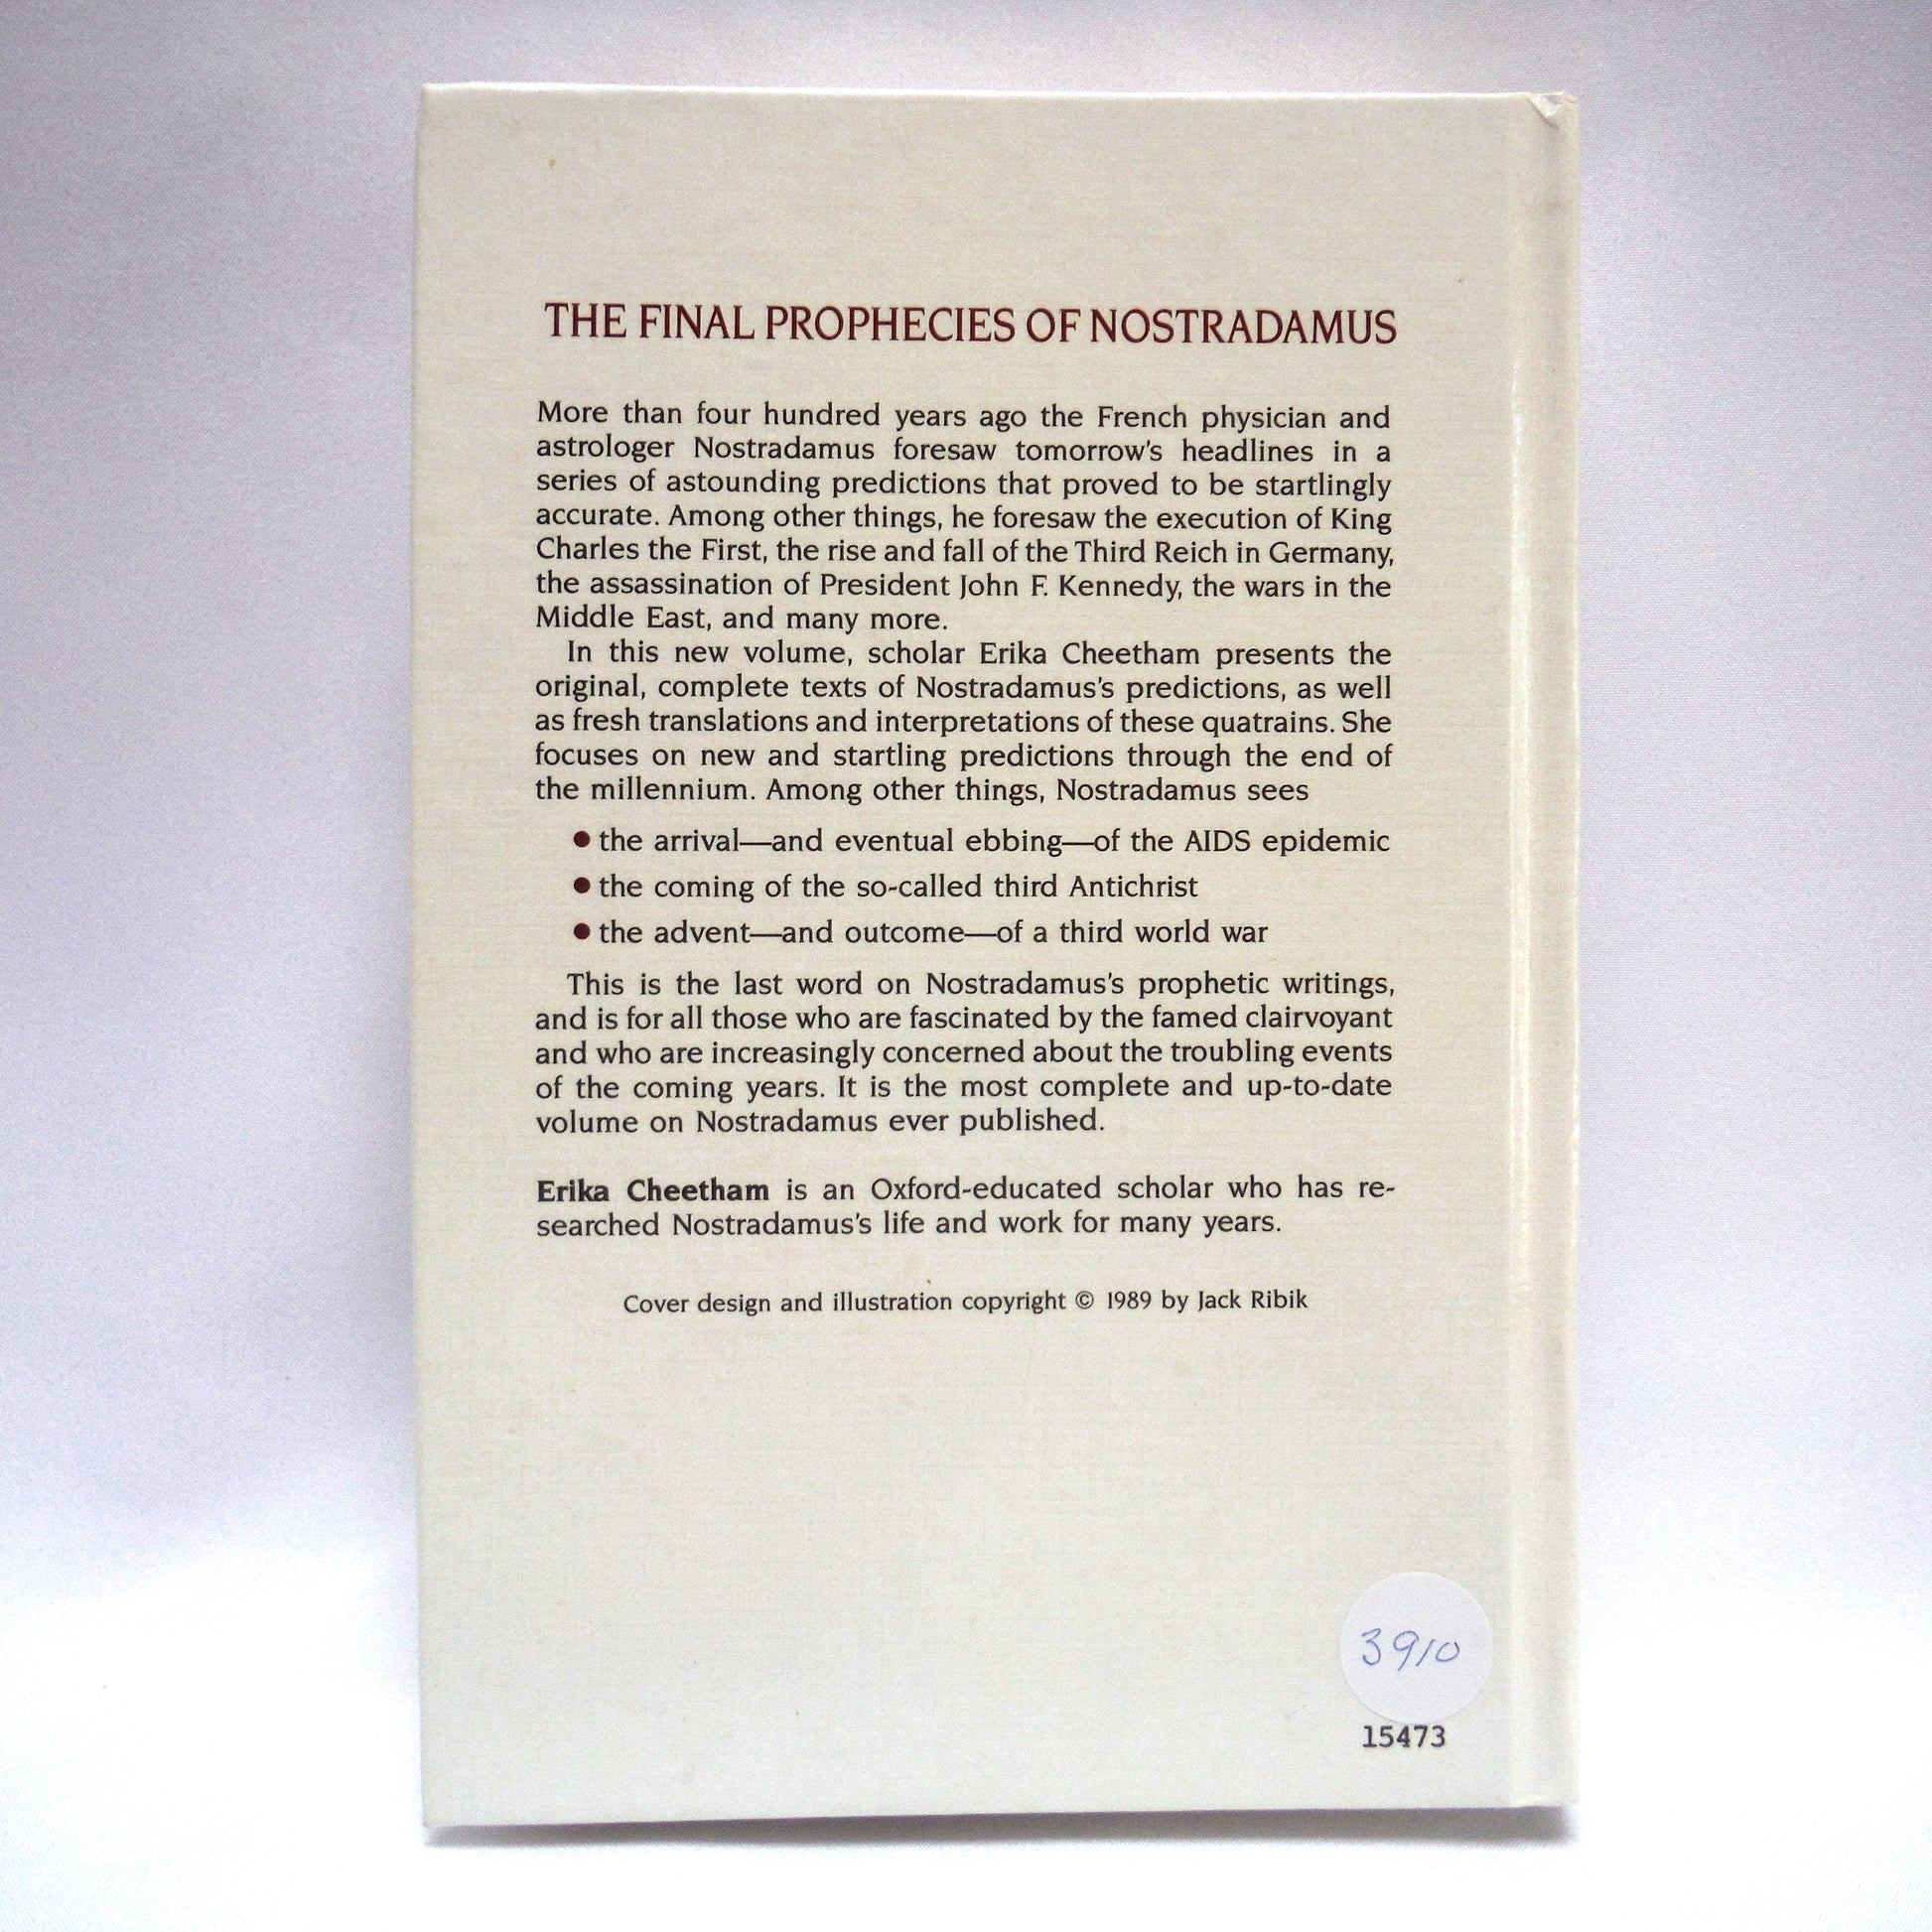 THE FINAL PROPHECIES OF NOSTRADAMUS
More than four hundred years ago the French physician and
astrologer Nostradamus foresaw tomorrow's headlines in a
series of astounding predictions that proved to be startlingly
accurate. Among other things, he foresaw the execution of King
Charles the First, the rise and fall of the Third Reich in Germany,
the assassination of President John F. Kennedy, the wars in the
Middle East, and many more.
In this new volume, scholar Erika Cheetham presents the
original, complete texts of Nostradamus's predictions, as well
as fresh translations and interpretations of these quatrains. She
focuses on new and startling predictions through the end of
the millennium. Among other things, Nostradamus sees
● the arrival—and eventual ebbing—of the AIDS epidemic
● the coming of the so-called third Antichrist
● the advent—and outcome—of a third world war
This is the last word on Nostradamus's prophetic writings,
and is for all those who are fascinated by the famed clairvoyant
and who are increasingly concerned about the troubling events
of the coming years. It is the most complete and up-to-date
volume on Nostradamus ever published.
Erika Cheetham is an Oxford-educated scholar who has re-
searched Nostradamus's life and work for many years.
Cover design and illustration copyright © 1989 by Jack Ribik
3910
15473